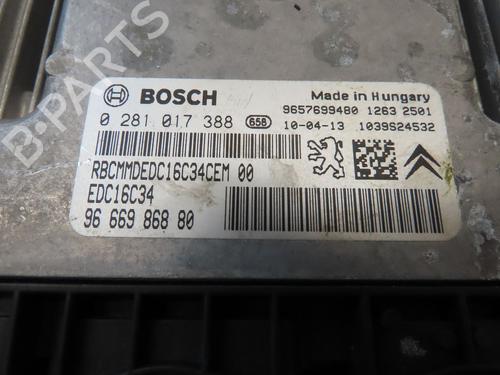 BOSCH
Made in Hungary
9657699480 1263 2501
0 281 017 388 658 10-04-13 1039S24532
RBCMMDEDC16C34CEM 00
EDC16C34
96 669 868 80
B-PARTS